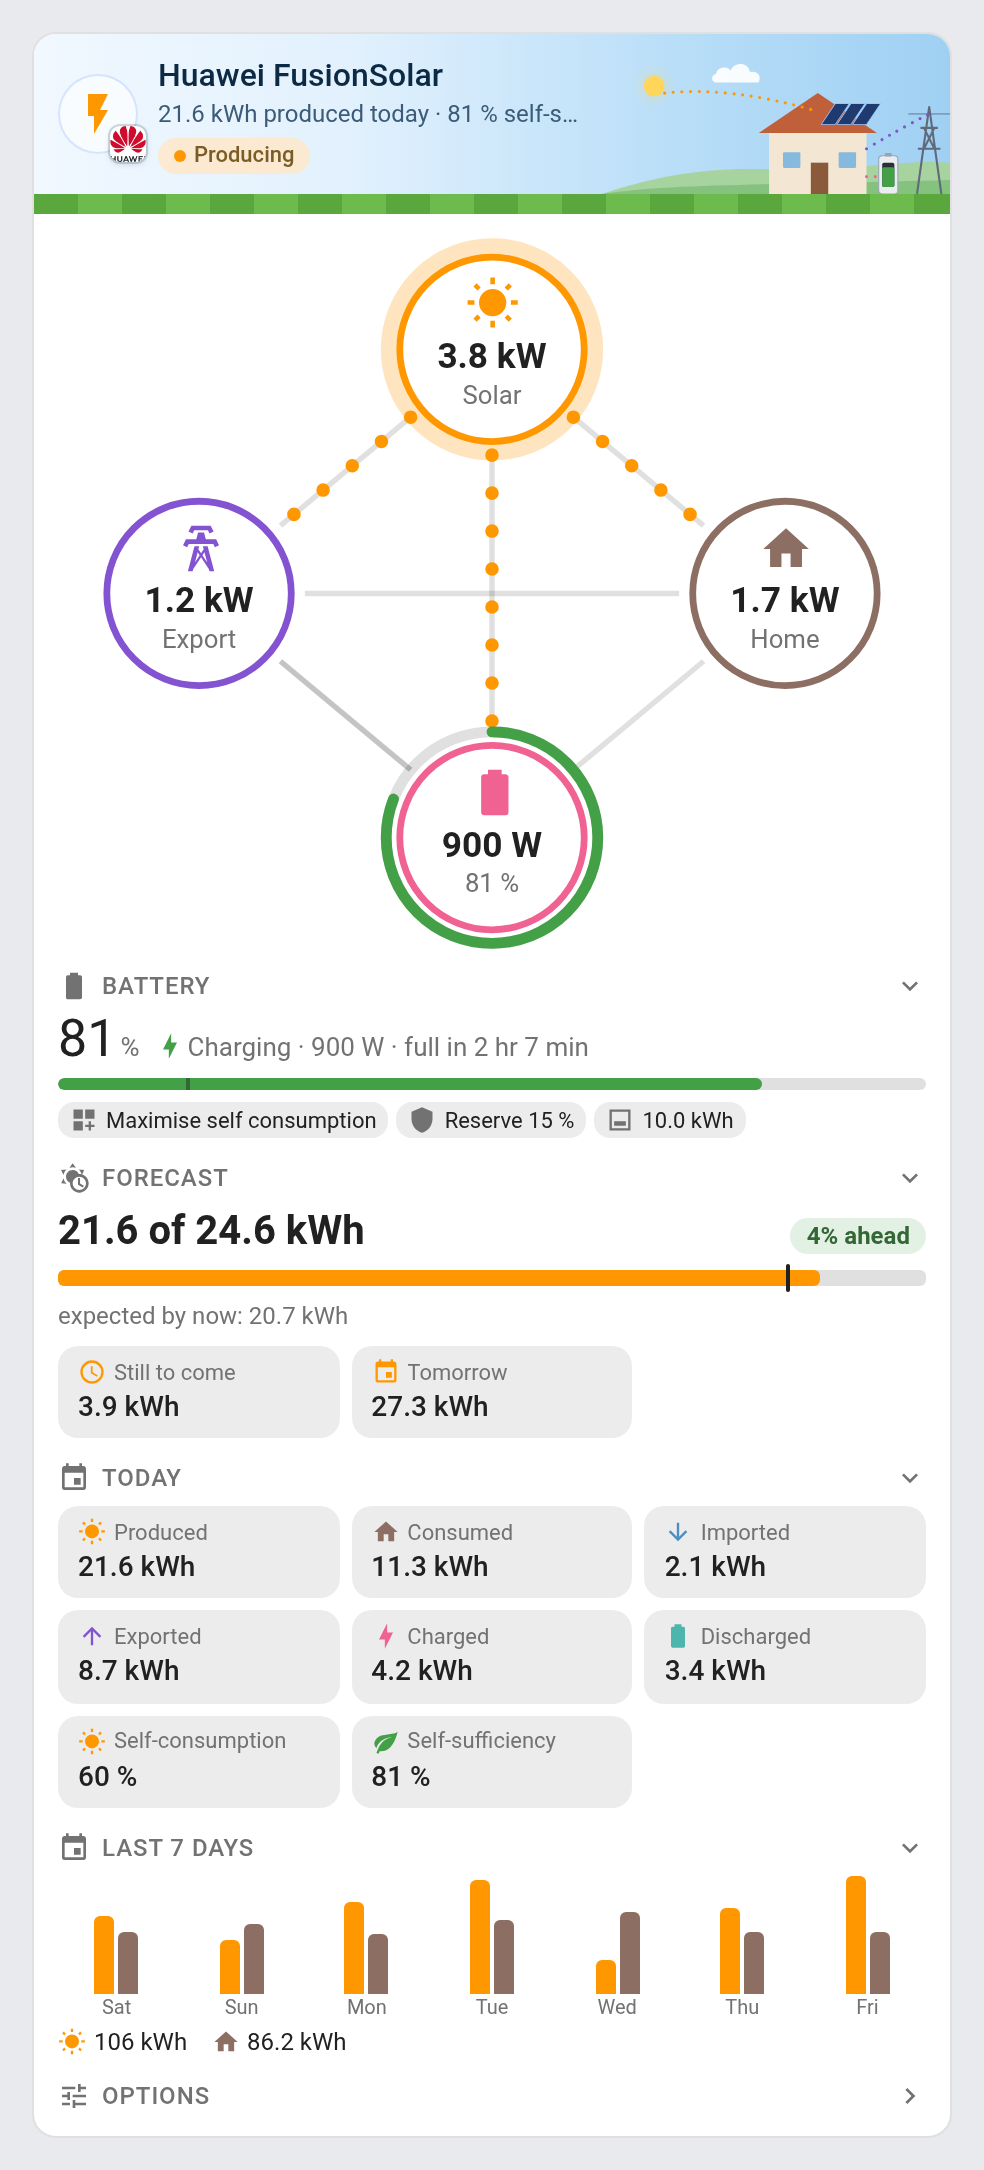 Huawei FusionSolar
21.6 kWh produced today · 81 % self-s...
HUAWEI
Producing
3.8 kW
Solar
1.2 kW
Export
1.7 kW
Home
900 W
81 %
BATTERY
81 % Charging · 900 W · full in 2 hr 7 min
Maximise self consumption Reserve 15 % 10.0 kWh
FORECAST
21.6 of 24.6 kWh 4% ahead
expected by now: 20.7 kWh
Still to come Tomorrow
3.9 kWh 27.3 kWh
TODAY
Produced Consumed Imported
21.6 kWh 11.3 kWh 2.1 kWh
Exported Charged Discharged
8.7 kWh 4.2 kWh 3.4 kWh
Self-consumption Self-sufficiency
60 % 81 %
LAST 7 DAYS
Sat Sun Mon Tue Wed Thu Fri
106 kWh 86.2 kWh
OPTIONS